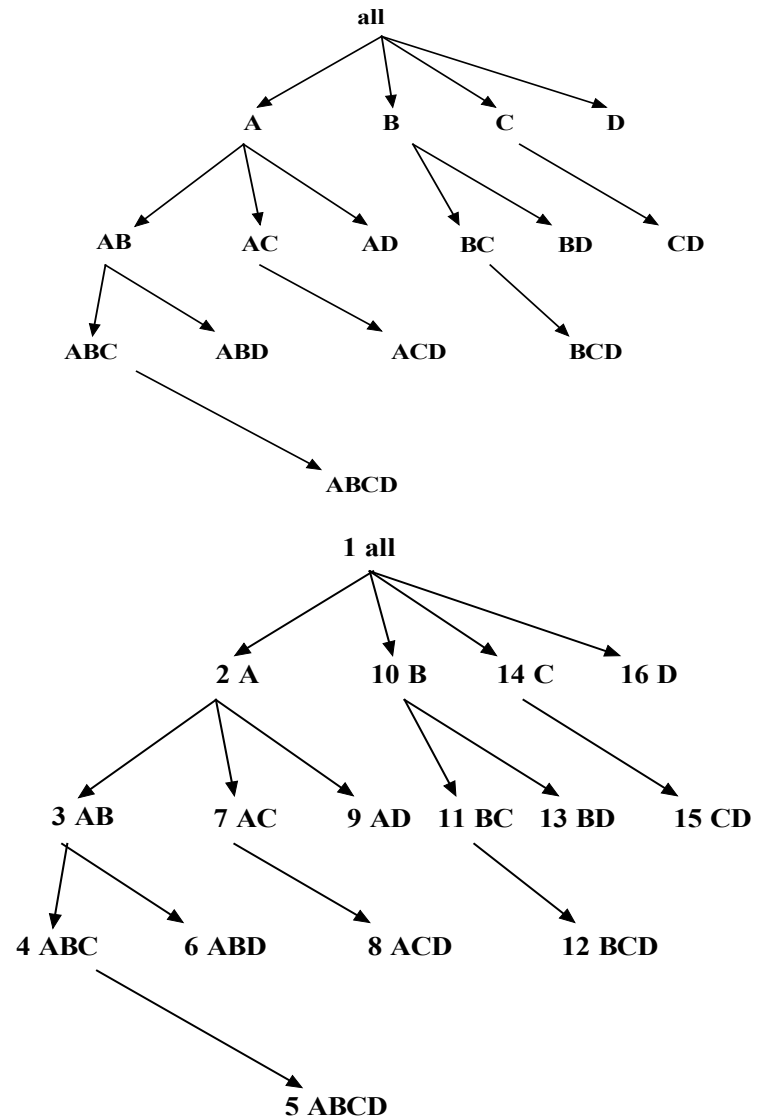 all
A B C D
AB AC AD BC BD CD
ABC ABD ACD BCD
ABCD
1 all
2 A 10 B 14 C 16 D
3 AB 7 AC 9 AD 11 BC 13 BD 15 CD
4 ABC 6 ABD 8 ACD 12 BCD
5 ABCD